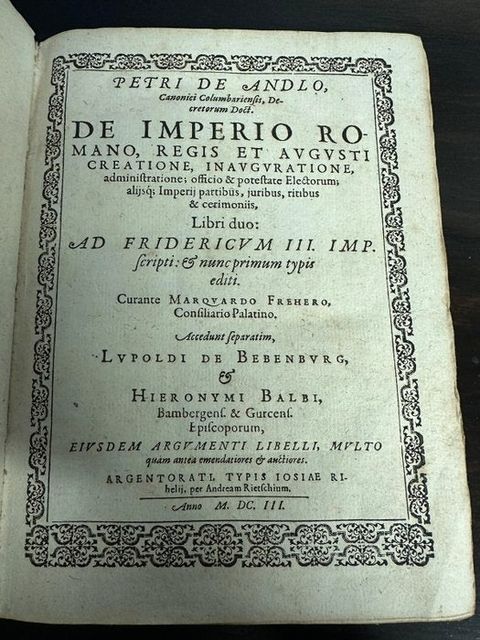 PETRI DE ANDLO,
Canonici Columbariensis, De-
cretorum Doct.
DE IMPERIO RO-
MANO, REGIS ET AVGVSTI
CREATIONE, INAVGVRATIONE,
administratione; officio & potestate Electorum;
alijsq; Imperij partibus, juribus, ritibus
& cerimoniis,
Libri duo:
AD FRIDERICVM III. IMP.
scripti: & nunc primum typis
editi.
Curante MARQVARDO FREHERO,
Consiliario Palatino.
Accedunt separatim,
LVPOLDI DE BEBENBVRG,
&
HIERONYMI BALBI,
Bambergens. & Gurcens.
Episcoporum,
EIVSDEM ARGVMENTI LIBELLI, MVLTO
quam antea emendatiores & auctiores.
ARGENTORATI, TYPIS IOSIAE RI-
helij, per Andream Rietschium.
Anno M. DC. III.